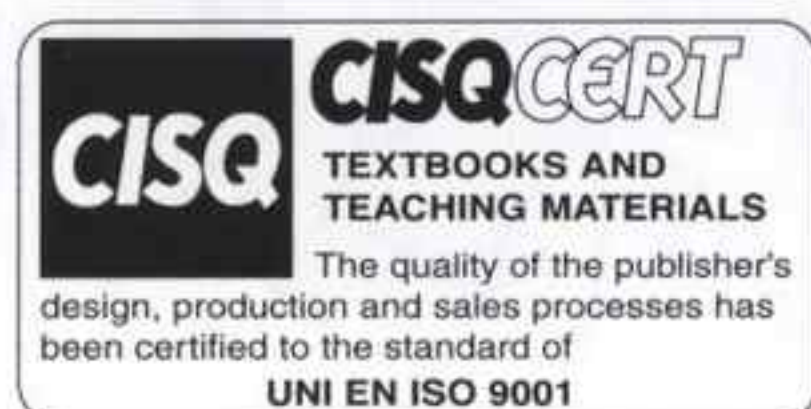 CISQ
CISQCERT
TEXTBOOKS AND
TEACHING MATERIALS
The quality of the publisher's
design, production and sales processes has
been certified to the standard of
UNI EN ISO 9001